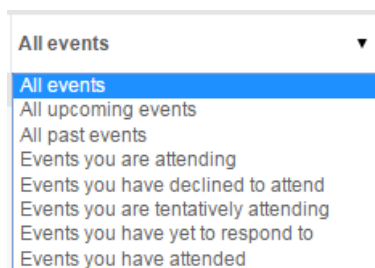 All events ▼
All events
All upcoming events
All past events
Events you are attending
Events you have declined to attend
Events you are tentatively attending
Events you have yet to respond to
Events you have attended